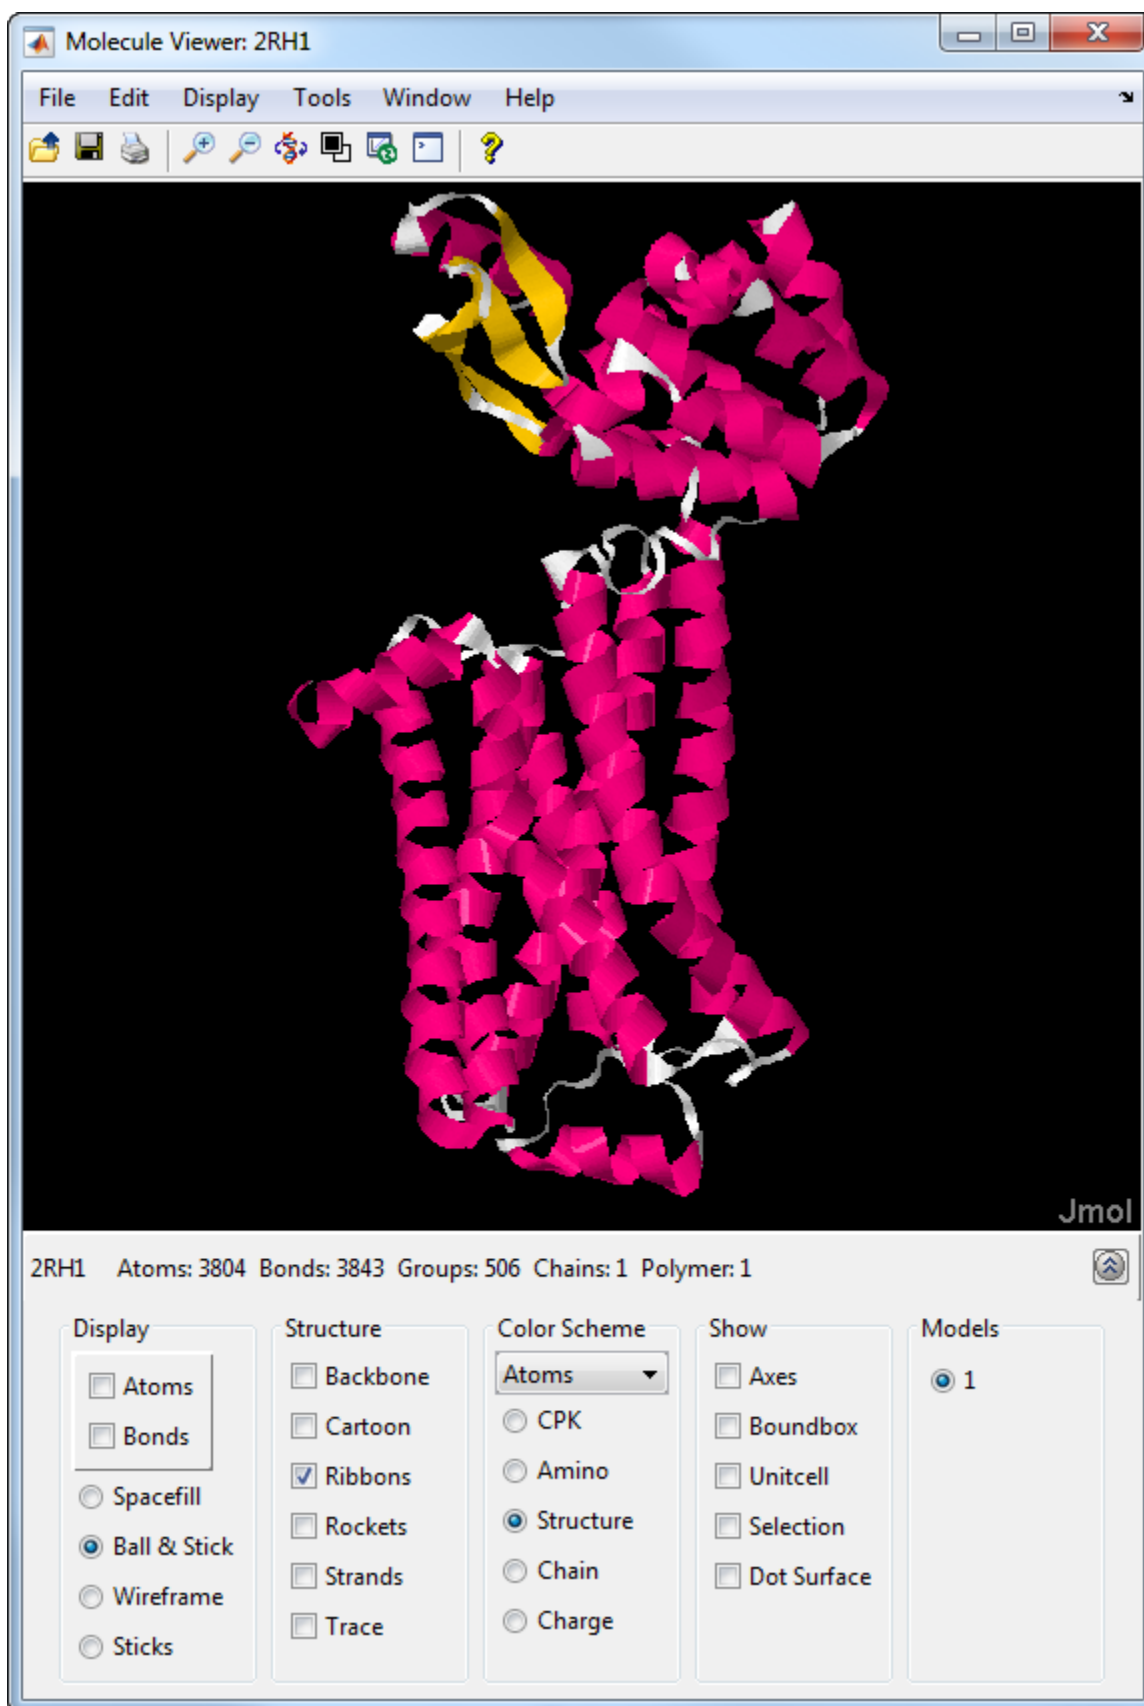 Molecule Viewer: 2RH1
File Edit Display Tools Window Help
Jmol
2RH1 Atoms: 3804 Bonds: 3843 Groups: 506 Chains: 1 Polymer: 1
Display
Atoms
Bonds
Spacefill
Ball & Stick
Wireframe
Sticks
Structure
Backbone
Cartoon
Ribbons
Rockets
Strands
Trace
Color Scheme
Atoms
CPK
Amino
Structure
Chain
Charge
Show
Axes
Boundbox
Unitcell
Selection
Dot Surface
Models
1